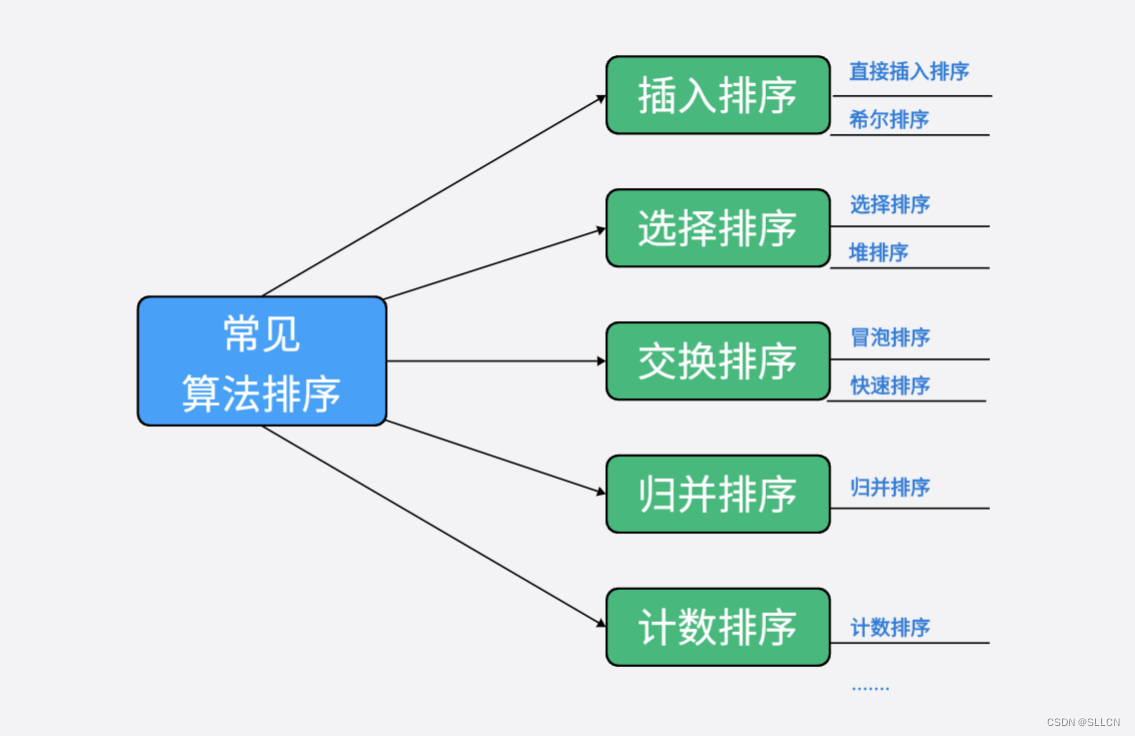 插入排序
直接插入排序
希尔排序
选择排序
选择排序
堆排序
常见
算法排序
交换排序
冒泡排序
快速排序
归并排序
归并排序
计数排序
计数排序
.......
CSDN @SLLCN